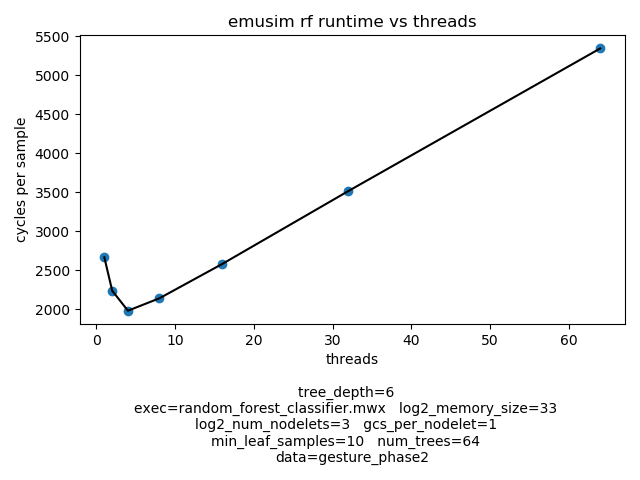 emusim rf runtime vs threads
5500
5000
4500
4000
3500
3000
2500
2000
cycles per sample
0 10 20 30 40 50 60
threads
tree_depth=6
exec=random_forest_classifier.mwx log2_memory_size=33
log2_num_nodelets=3 gcs_per_nodelet=1
min_leaf_samples=10 num_trees=64
data=gesture_phase2